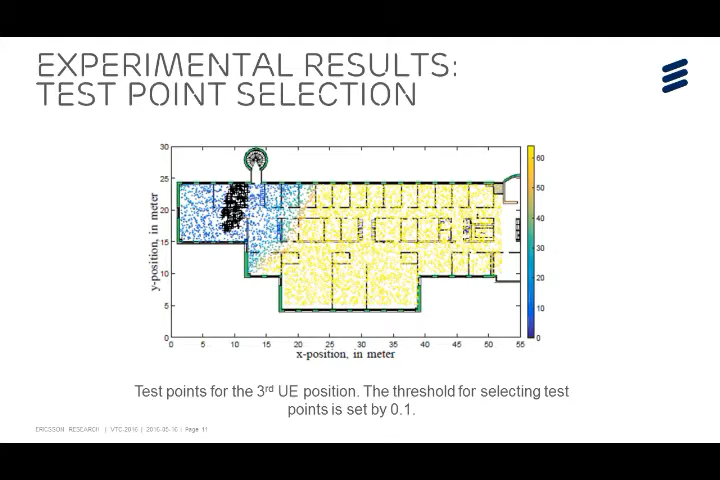 EXPERIMENTAL RESULTS:
TEST POINT SELECTION
30
25
20
15
10
5
0
y-position, in meter
0 5 10 15 20 25 30 35 40 45 50 55
x-position, in meter
60
50
40
30
20
10
0
Test points for the 3rd UE position. The threshold for selecting test
points is set by 0.1.
ERICSSON RESEARCH | VTC-2016 | 2016-05-16 | Page 11